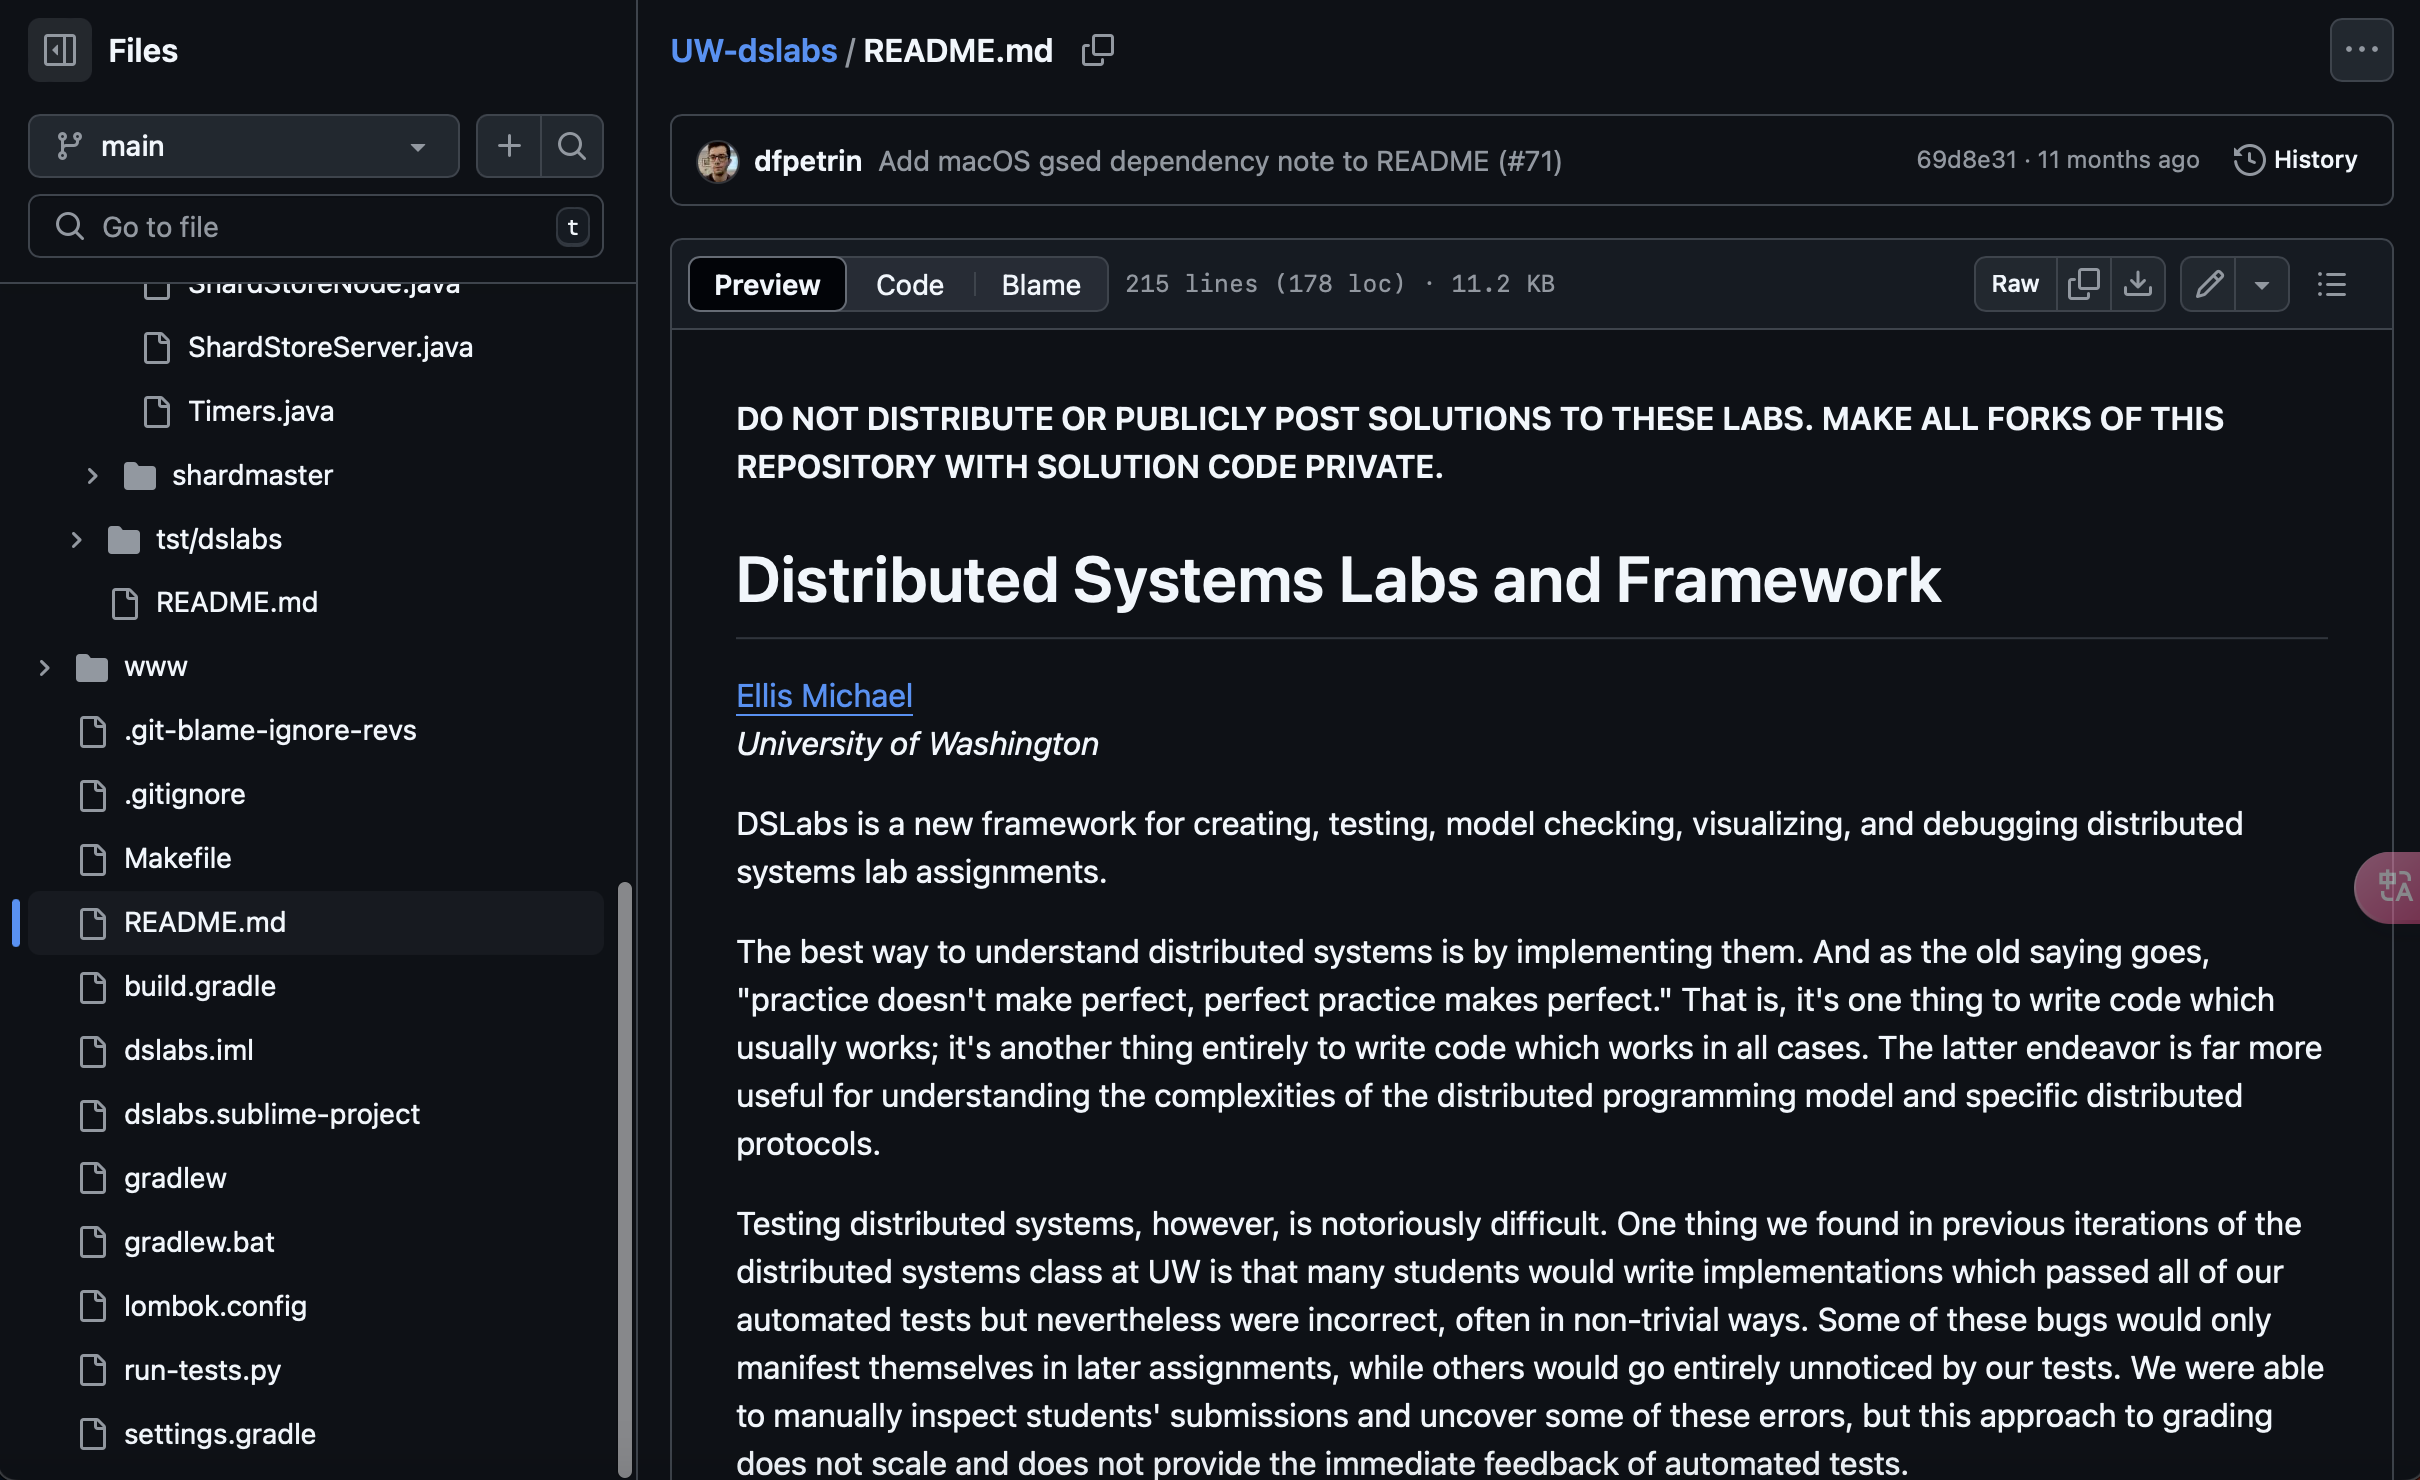 Files
main
Go to file
t
ShardStoreNode.java
ShardStoreServer.java
Timers.java
shardmaster
tst/dslabs
README.md
www
.git-blame-ignore-revs
.gitignore
Makefile
README.md
build.gradle
dslabs.iml
dslabs.sublime-project
gradlew
gradlew.bat
lombok.config
run-tests.py
settings.gradle
UW-dslabs / README.md
dfpetrin Add macOS gsed dependency note to README (#71)
69d8e31 · 11 months ago
History
Preview
Code
Blame
215 lines (178 loc) · 11.2 KB
Raw
DO NOT DISTRIBUTE OR PUBLICLY POST SOLUTIONS TO THESE LABS. MAKE ALL FORKS OF THIS
REPOSITORY WITH SOLUTION CODE PRIVATE.
Distributed Systems Labs and Framework
Ellis Michael
University of Washington
DSLabs is a new framework for creating, testing, model checking, visualizing, and debugging distributed
systems lab assignments.
The best way to understand distributed systems is by implementing them. And as the old saying goes,
"practice doesn't make perfect, perfect practice makes perfect." That is, it's one thing to write code which
usually works; it's another thing entirely to write code which works in all cases. The latter endeavor is far more
useful for understanding the complexities of the distributed programming model and specific distributed
protocols.
Testing distributed systems, however, is notoriously difficult. One thing we found in previous iterations of the
distributed systems class at UW is that many students would write implementations which passed all of our
automated tests but nevertheless were incorrect, often in non-trivial ways. Some of these bugs would only
manifest themselves in later assignments, while others would go entirely unnoticed by our tests. We were able
to manually inspect students' submissions and uncover some of these errors, but this approach to grading
does not scale and does not provide the immediate feedback of automated tests.
中A